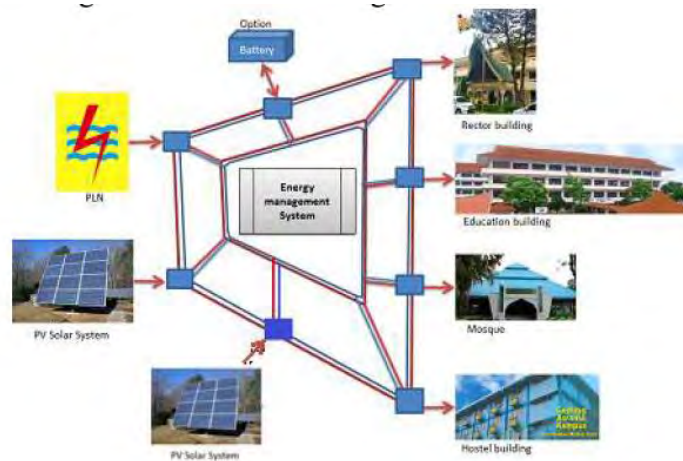 Option
Battery
Rector building
PLN
Energy
management
System
Education building
PV Solar System
Mosque
PV Solar System
Hostel building